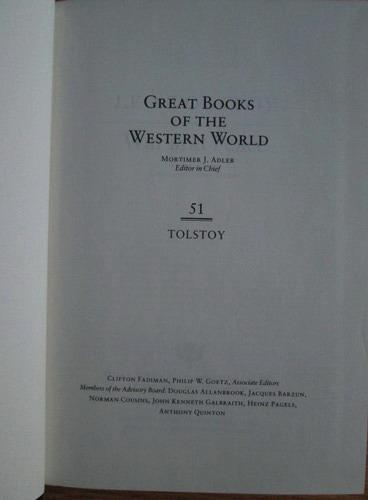 GREAT BOOKS
OF THE
WESTERN WORLD
MORTIMER J. ADLER
Editor in Chief
51
TOLSTOY
CLIFTON FADIMAN, PHILIP W. GOETZ, Associate Editors
Members of the Advisory Board: DOUGLAS ALLANBROOK, JACQUES BARZUN,
NORMAN COUSINS, JOHN KENNETH GALBRAITH, HEINZ PAGELS,
ANTHONY QUINTON